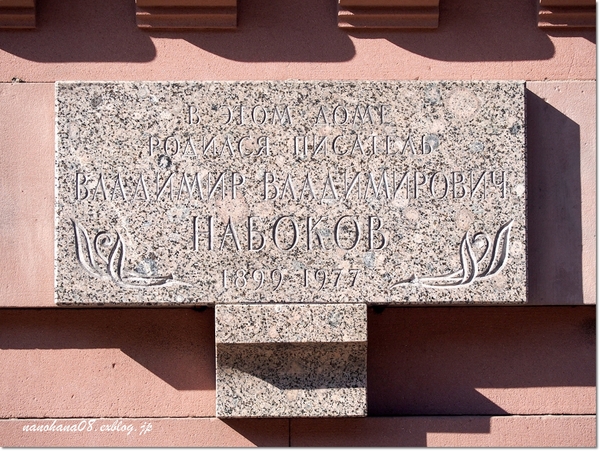 В ЭТОМ ДОМЕ
РОДИЛСЯ ПИСАТЕЛЬ
ВЛАДИМИР ВЛАДИМИРОВИЧ
НАБОКОВ
1899-1977
nanohana08.exblog.jp